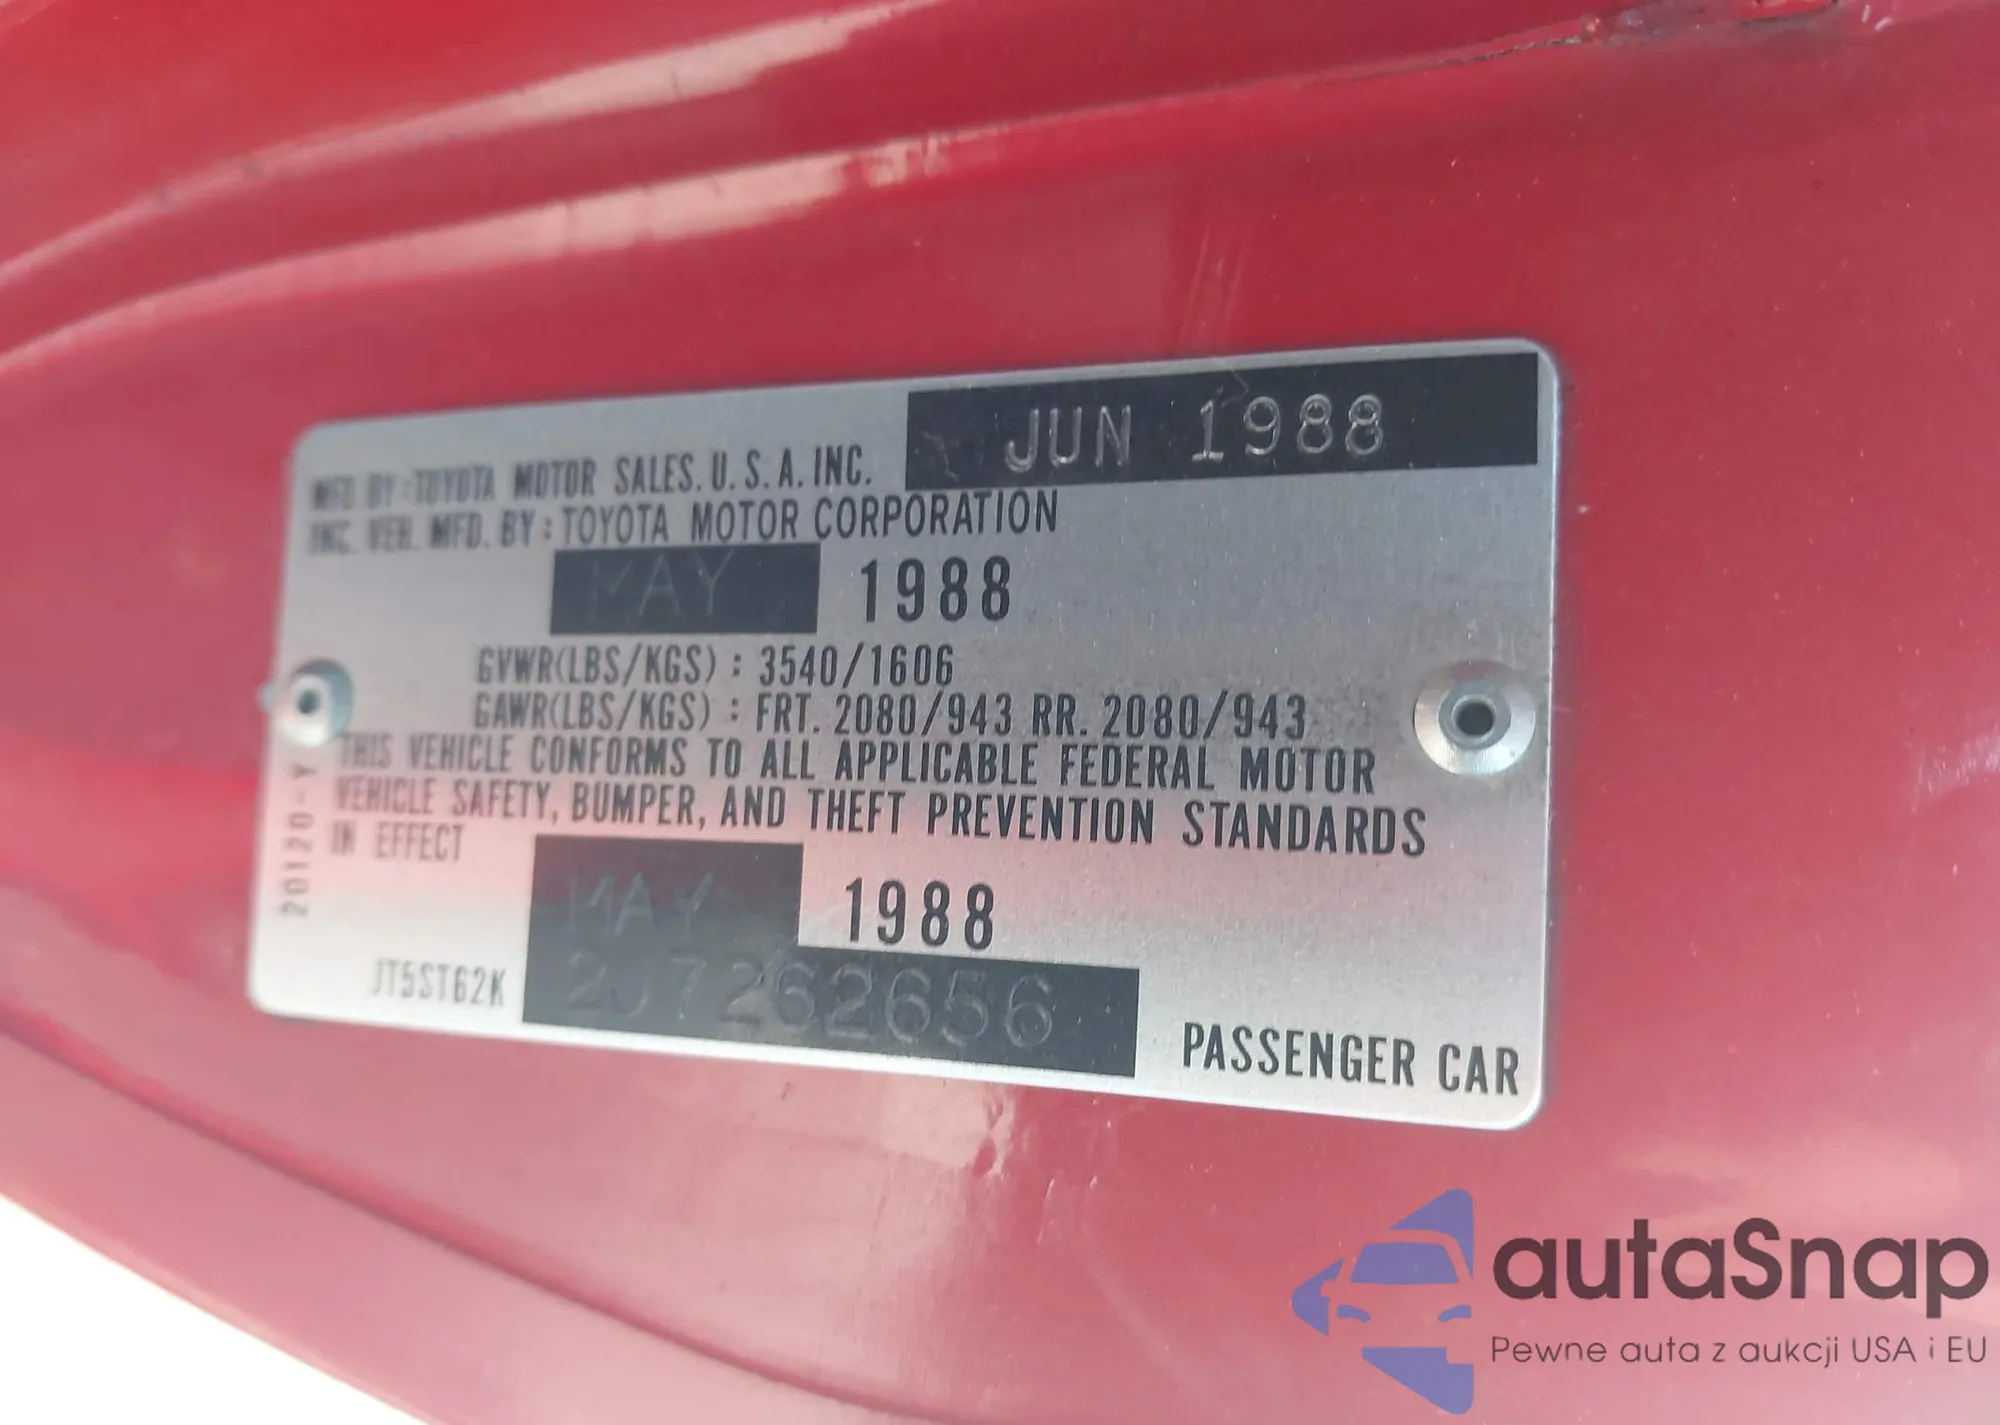 JUN 1988
MFD BY: TOYOTA MOTOR SALES. U.S.A. INC.
INC. VEH. MFD. BY: TOYOTA MOTOR CORPORATION
MAY 1988
GVWR(LBS/KGS): 3540/1606
GAWR(LBS/KGS): FRT. 2080/943 RR. 2080/943
THIS VEHICLE CONFORMS TO ALL APPLICABLE FEDERAL MOTOR
VEHICLE SAFETY, BUMPER, AND THEFT PREVENTION STANDARDS
IN EFFECT
MAY 1988
JT5ST62K 2J7262656
PASSENGER CAR
20120-Y
autaSnap
Pewne auta z aukcji USA i EU